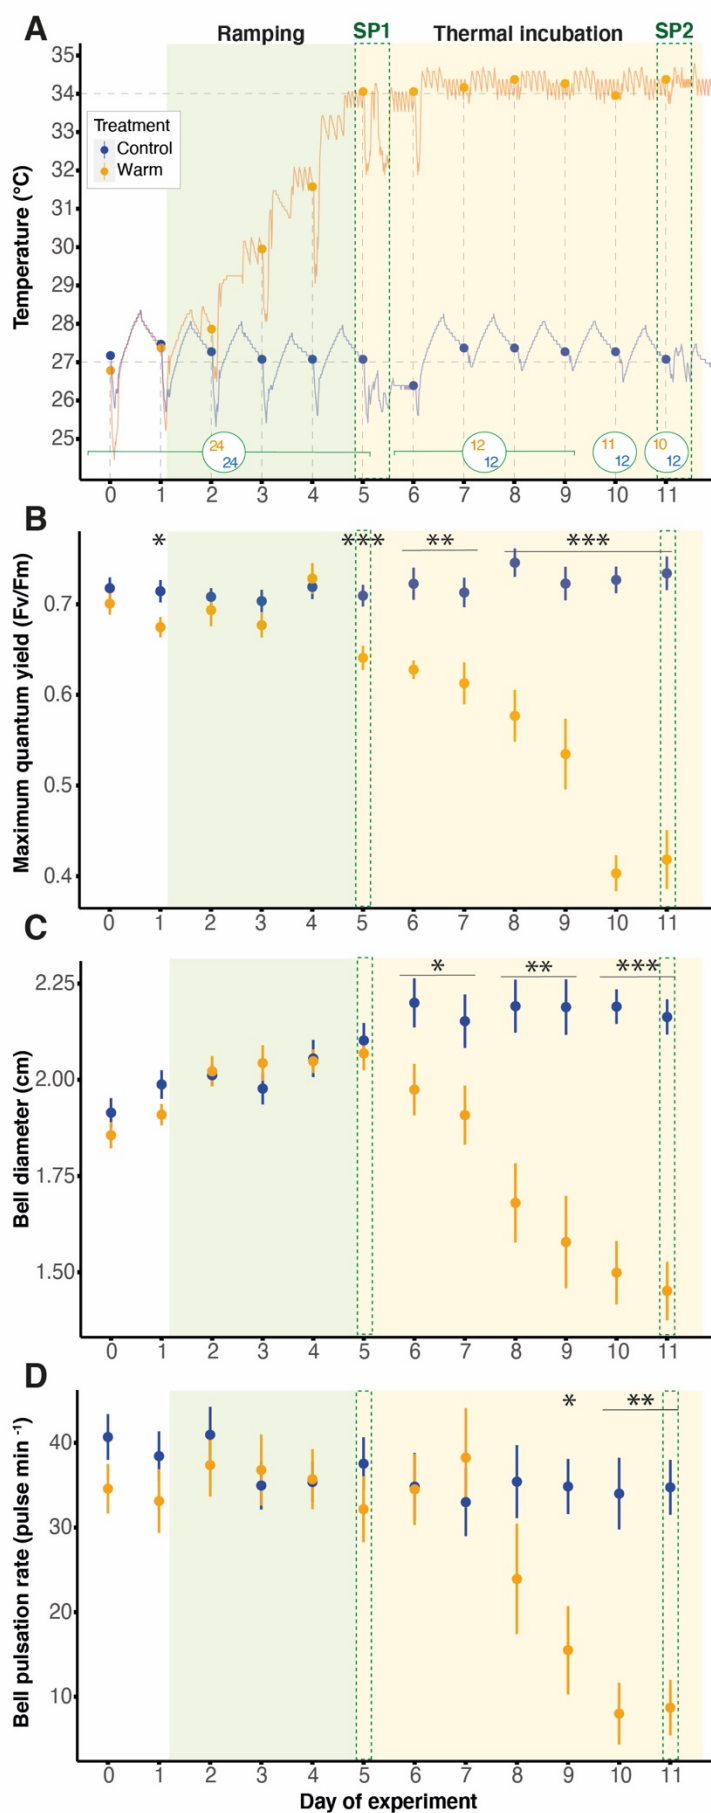 A
Ramping
SP1
Thermal incubation
SP2
Temperature (°C)
35
34
33
32
31
30
29
28
27
26
25
Treatment
Control
Warm
24
24
12
12
11
12
10
12
0 1 2 3 4 5 6 7 8 9 10 11
B
Maximum quantum yield (Fv/Fm)
* *** ** ***
0.7
0.6
0.5
0.4
0 1 2 3 4 5 6 7 8 9 10 11
C
Bell diameter (cm)
* ** ***
2.25
2.00
1.75
1.50
0 1 2 3 4 5 6 7 8 9 10 11
D
Bell pulsation rate (pulse min -1)
* **
40
30
20
10
0 1 2 3 4 5 6 7 8 9 10 11
Day of experiment